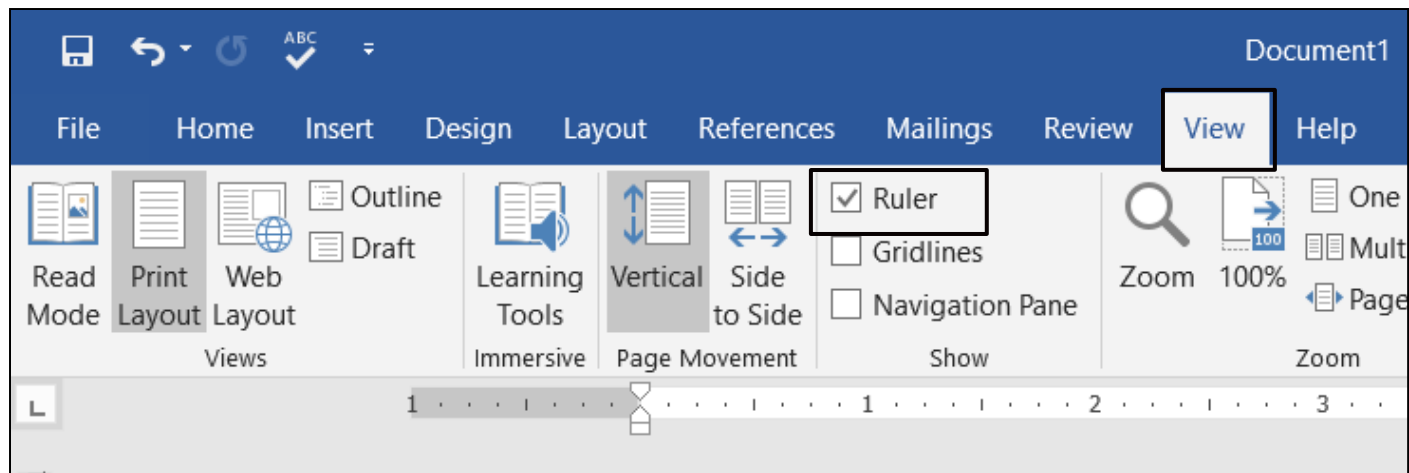 ABC
Document1
File Home Insert Design Layout References Mailings Review View Help
Read Mode
Print Layout
Web Layout
Outline
Draft
Views
Learning Tools
Immersive
Vertical
Side to Side
Page Movement
Ruler
Gridlines
Navigation Pane
Show
Zoom
100
100%
One
Mult
Page
Zoom
1 1 2 3